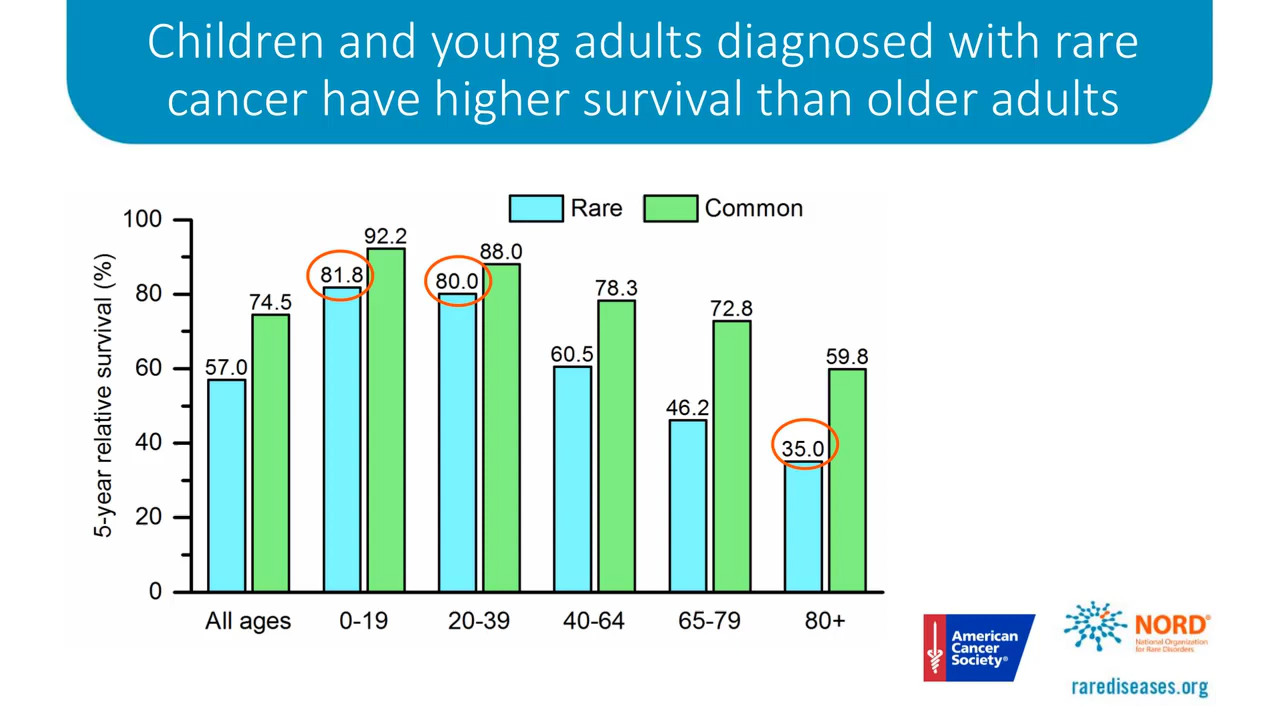 Children and young adults diagnosed with rare
cancer have higher survival than older adults
Rare
Common
5-year relative survival (%)
100
80
60
40
20
0
57.0
74.5
81.8
92.2
80.0
88.0
60.5
78.3
46.2
72.8
35.0
59.8
All ages
0-19
20-39
40-64
65-79
80+
American
Cancer
Society®
NORD®
National Organization
for Rare Disorders
rarediseases.org